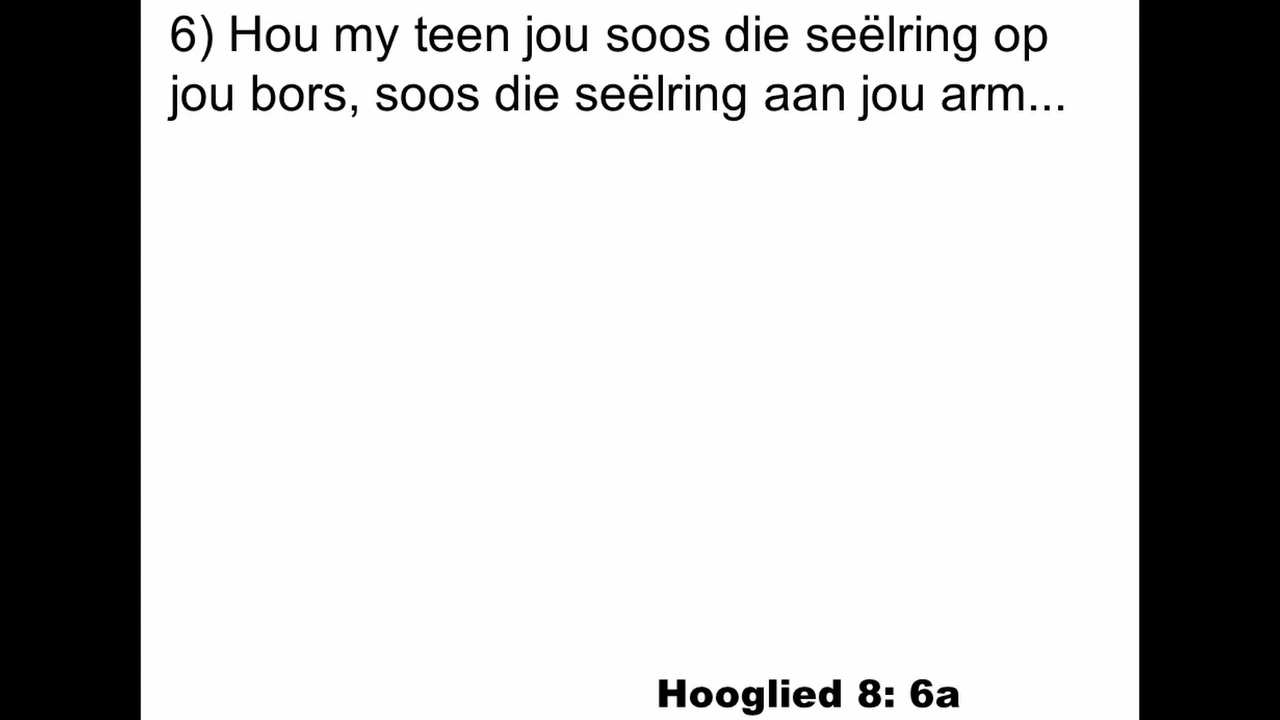 6) Hou my teen jou soos die seëlring op
jou bors, soos die seëlring aan jou arm...
Hooglied 8: 6a